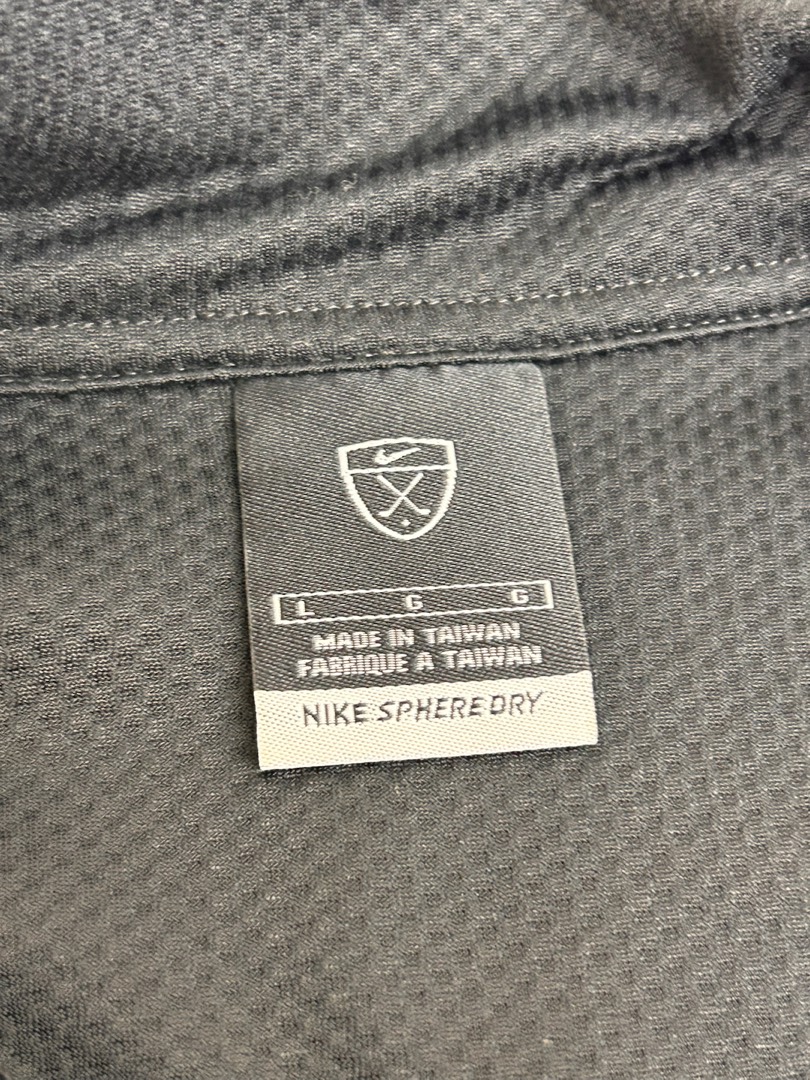 L G G
MADE IN TAIWAN
FABRIQUE A TAIWAN
NIKE SPHERE DRY